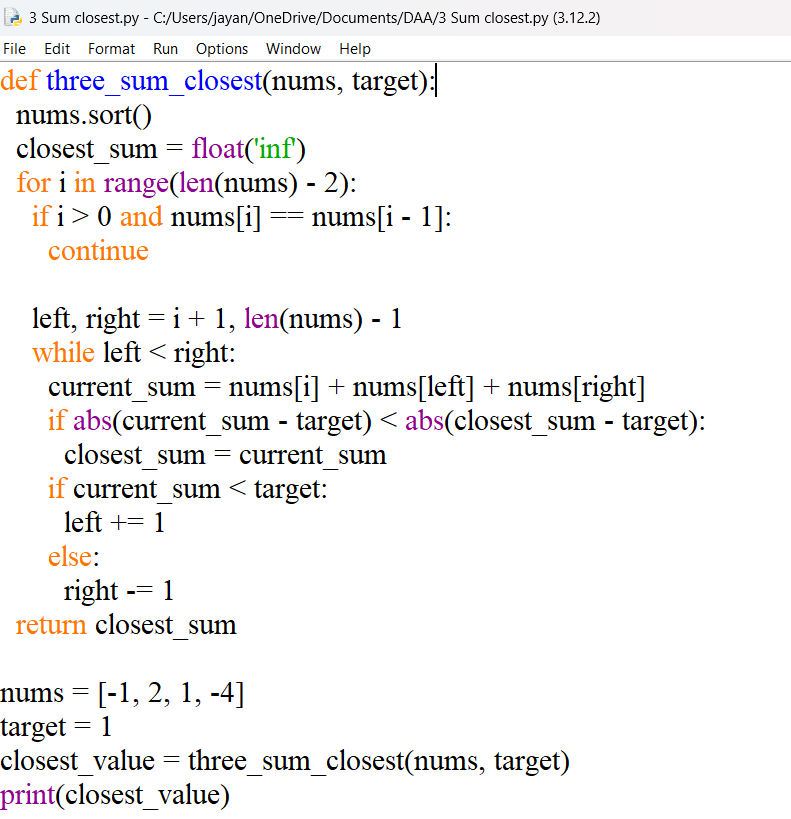 3 Sum closest.py - C:/Users/jayan/OneDrive/Documents/DAA/3 Sum closest.py (3.12.2)
File Edit Format Run Options Window Help
def three_sum_closest(nums, target):
  nums.sort()
  closest_sum = float('inf')
  for i in range(len(nums) - 2):
    if i > 0 and nums[i] == nums[i - 1]:
      continue

    left, right = i + 1, len(nums) - 1
    while left < right:
      current_sum = nums[i] + nums[left] + nums[right]
      if abs(current_sum - target) < abs(closest_sum - target):
        closest_sum = current_sum
      if current_sum < target:
        left += 1
      else:
        right -= 1
  return closest_sum

nums = [-1, 2, 1, -4]
target = 1
closest_value = three_sum_closest(nums, target)
print(closest_value)